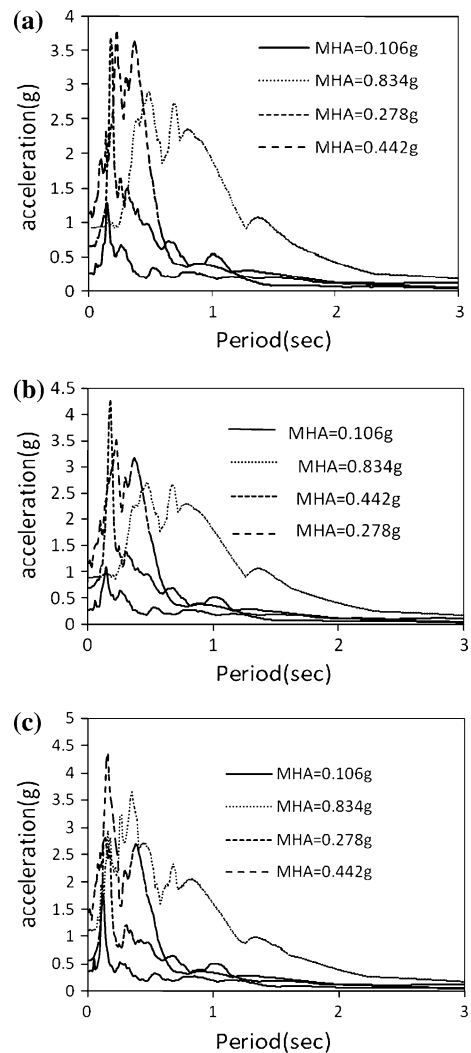 (a)
4
3.5
3
2.5
2
1.5
1
0.5
0
acceleration(g)
MHA=0.106g
MHA=0.834g
MHA=0.278g
MHA=0.442g
0 1 2 3
Period(sec)
(b)
4.5
4
3.5
3
2.5
2
1.5
1
0.5
0
acceleration(g)
MHA=0.106g
MHA=0.834g
MHA=0.442g
MHA=0.278g
0 1 2 3
Period(sec)
(c)
5
4.5
4
3.5
3
2.5
2
1.5
1
0.5
0
acceleration(g)
MHA=0.106g
MHA=0.834g
MHA=0.278g
MHA=0.442g
0 1 2 3
Period(sec)